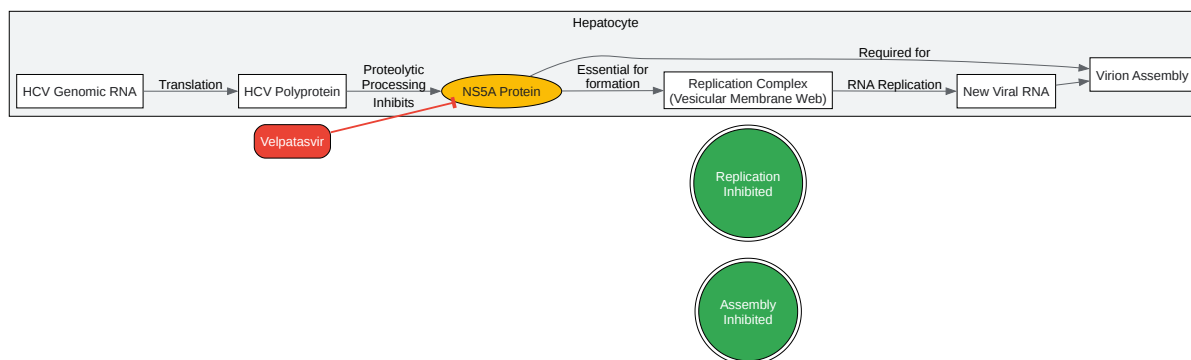 Hepatocyte
HCV Genomic RNA
Translation
HCV Polyprotein
Proteolytic
Processing
Inhibits
NS5A Protein
Essential for
formation
Required for
Replication Complex
(Vesicular Membrane Web)
RNA Replication
New Viral RNA
Virion Assembly
Velpatasvir
Replication
Inhibited
Assembly
Inhibited